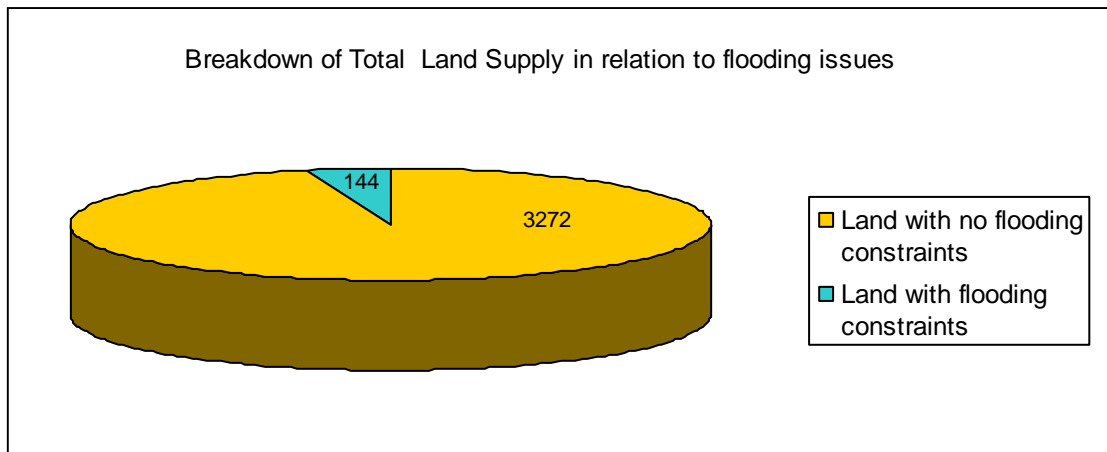 Breakdown of Total Land Supply in relation to flooding issues
144
3272
Land with no flooding
constraints
Land with flooding
constraints